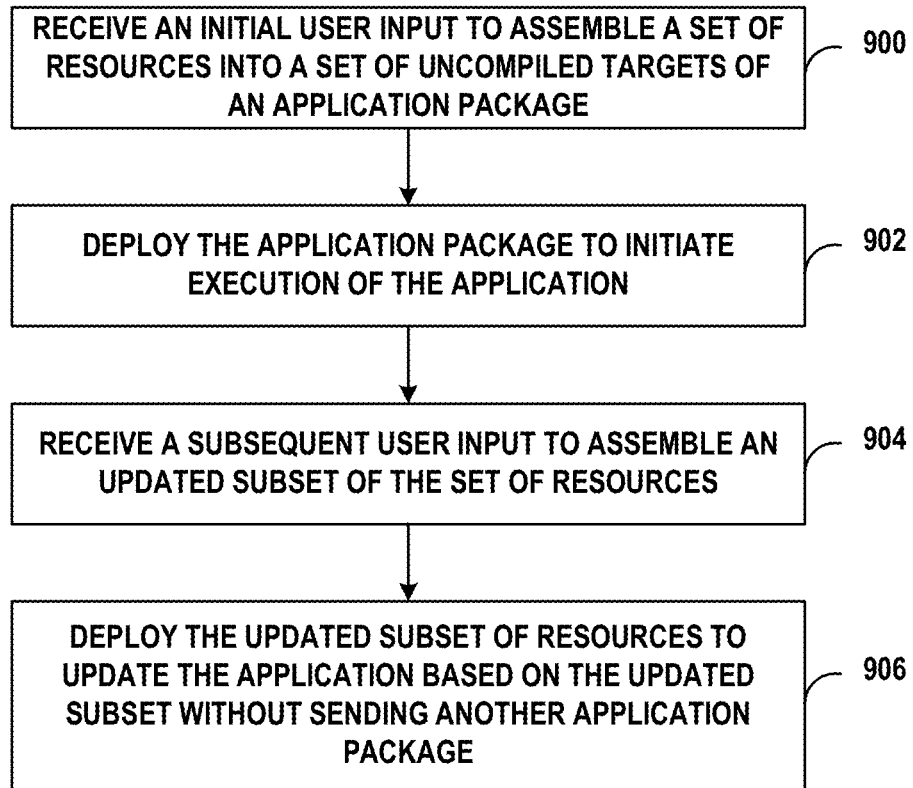 RECEIVE AN INITIAL USER INPUT TO ASSEMBLE A SET OF
RESOURCES INTO A SET OF UNCOMPILED TARGETS OF
AN APPLICATION PACKAGE
900
DEPLOY THE APPLICATION PACKAGE TO INITIATE
EXECUTION OF THE APPLICATION
902
RECEIVE A SUBSEQUENT USER INPUT TO ASSEMBLE AN
UPDATED SUBSET OF THE SET OF RESOURCES
904
DEPLOY THE UPDATED SUBSET OF RESOURCES TO
UPDATE THE APPLICATION BASED ON THE UPDATED
SUBSET WITHOUT SENDING ANOTHER APPLICATION
PACKAGE
906